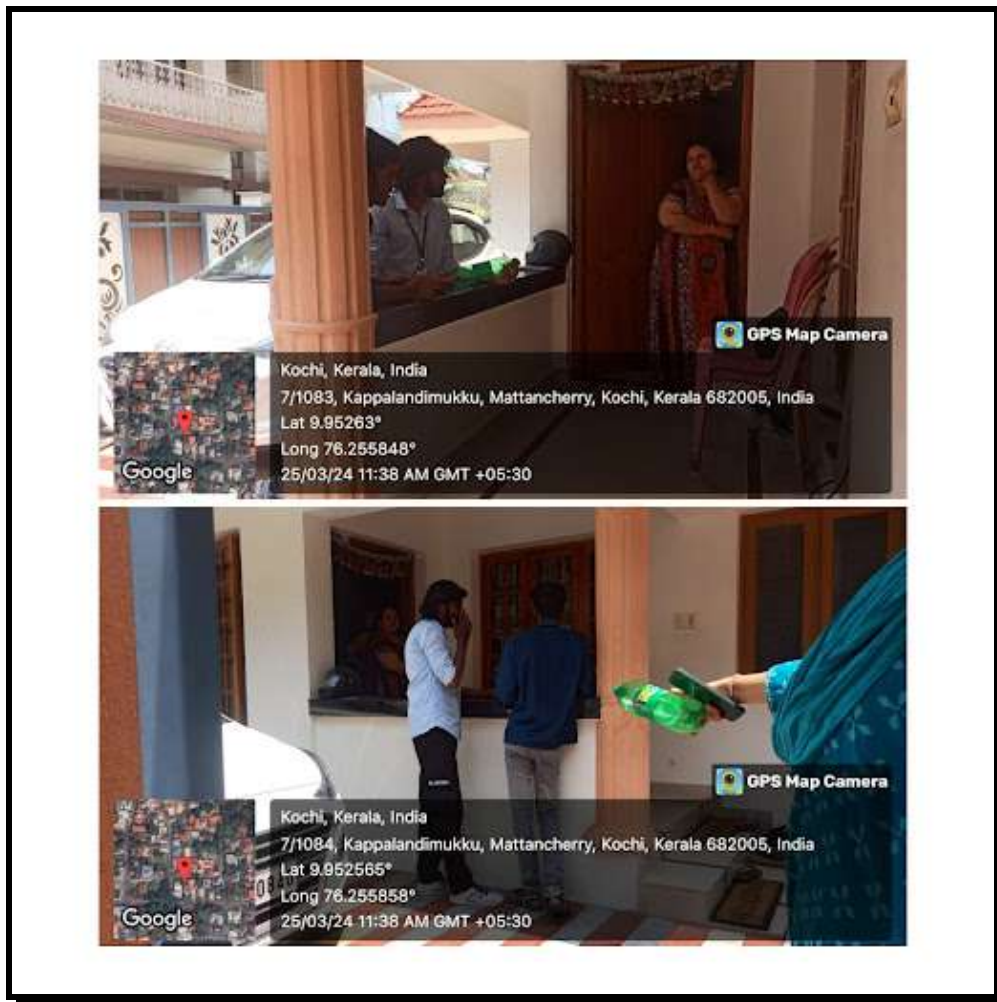 GPS Map Camera
Kochi, Kerala, India
7/1083, Kappalandimukku, Mattancherry, Kochi, Kerala 682005, India
Lat 9.95263°
Long 76.255848°
25/03/24 11:38 AM GMT +05:30
Google
GPS Map Camera
Kochi, Kerala, India
7/1084, Kappalandimukku, Mattancherry, Kochi, Kerala 682005, India
Lat 9.952565°
Long 76.255858°
25/03/24 11:38 AM GMT +05:30
Google